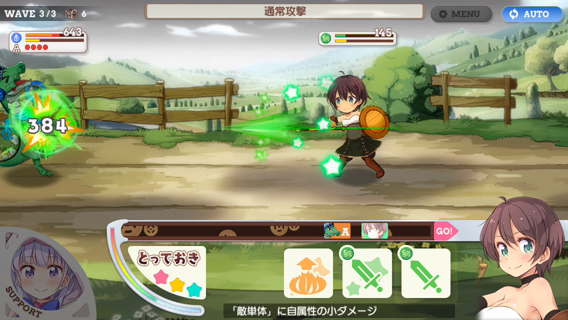 WAVE 3/3 6
通常攻撃
MENU
AUTO
643
A
145
384
A
GO!
とっておき
SUPPORT
「敵単体」に自属性の小ダメージ